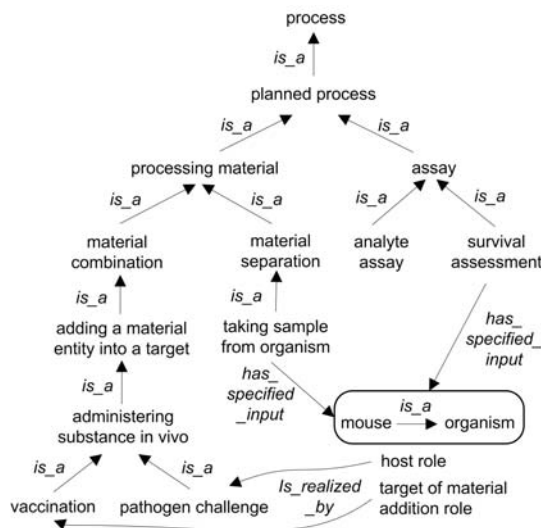 process
is_a
planned process
is_a
is_a
processing material
assay
is_a
is_a
is_a
is_a
material
combination
material
separation
analyte
assay
survival
assessment
is_a
is_a
adding a material
entity into a target
taking sample
from organism
has_
specified_
input
is_a
has_
specified
_input
is_a
mouse
organism
administering
substance in vivo
is_a
is_a
host role
Is_realized
_by
target of material
addition role
vaccination
pathogen challenge